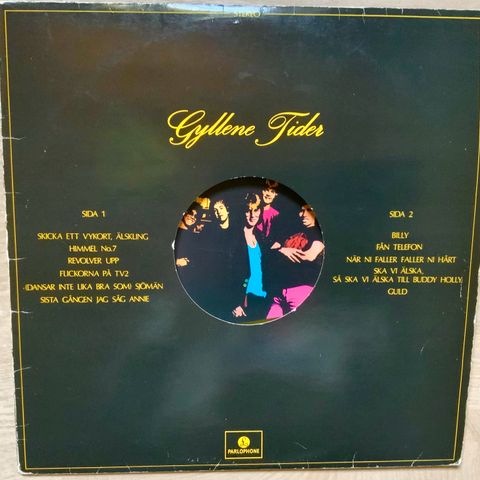 STEREO
Gyllene Tider
SIDA 1
SKICKA ETT VYKORT, ÄLSKLING
HIMMEL No.7
REVOLVER UPP
FLICKORNA PÅ TV2
(DANSAR INTE LIKA BRA SOM) SJÖMÄN
SISTA GÅNGEN JAG SÅG ANNIE
SIDA 2
BILLY
FÅN TELEFON
NÄR NI FALLER FALLER NI HÅRT
SKA VI ÄLSKA,
SÅ SKA VI ÄLSKA TILL BUDDY HOLLY
GULD
PARLOPHONE